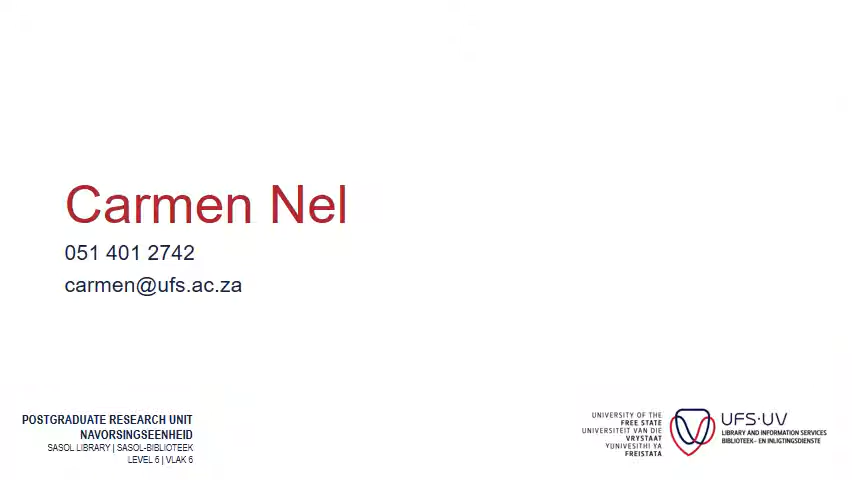 Carmen Nel
051 401 2742
carmen@ufs.ac.za
POSTGRADUATE RESEARCH UNIT
NAVORSINGSEENHEID
SASOL LIBRARY | SASOL-BIBLIOTEEK
LEVEL 6 | VLAK 6
UNIVERSITY OF THE
FREE STATE
UNIVERSITEIT VAN DIE
VRYSTAAT
YUNIVESITHI YA
FREISTATA
UFS·UV
LIBRARY AND INFORMATION SERVICES
BIBLIOTEEK- EN INLIGTINGSDIENSTE